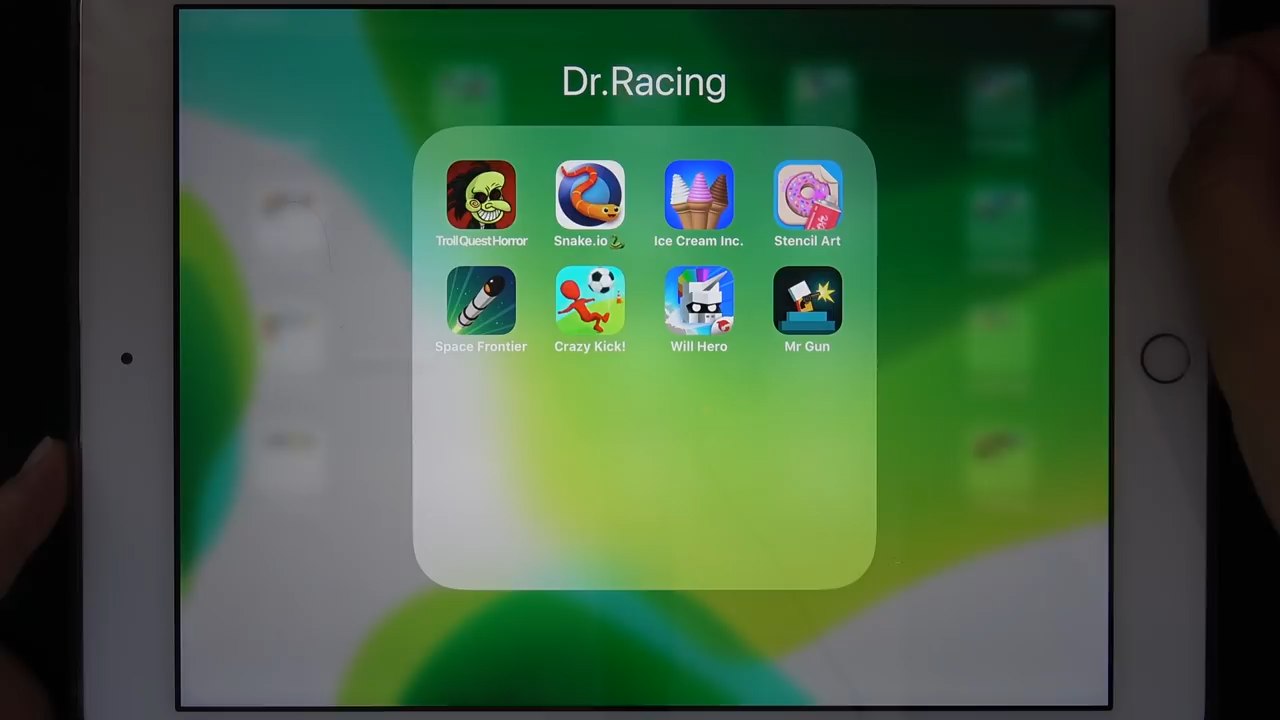 Dr.Racing
TrollQuestHorror
Snake.io🐍
Ice Cream Inc.
Stencil Art
Space Frontier
Crazy Kick!
Will Hero
Mr Gun